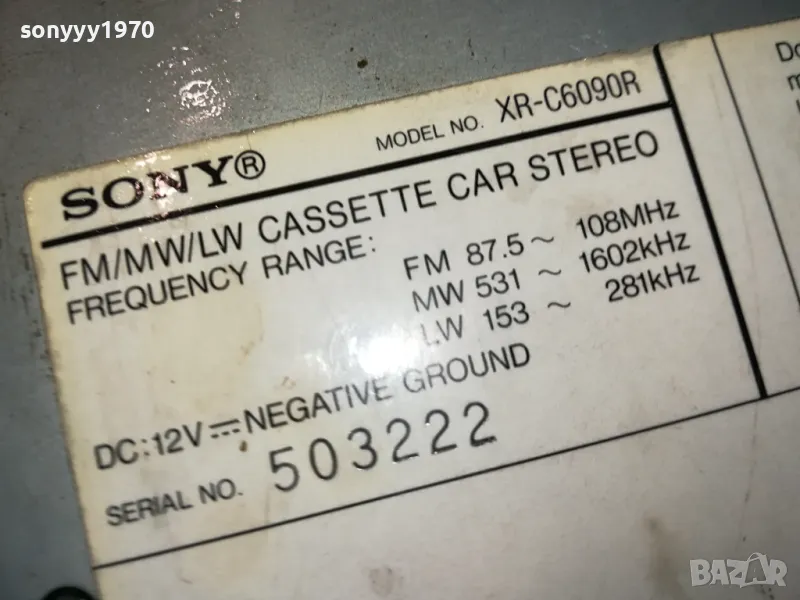 sonyyy1970
SONY®
MODEL NO. XR-C6090R
FM/MW/LW CASSETTE CAR STEREO
FREQUENCY RANGE:
FM 87.5~ 108MHz
MW 531 ~ 1602kHz
LW 153 ~ 281kHz
DC:12V⎓NEGATIVE GROUND
SERIAL NO. 503222
BAZAR